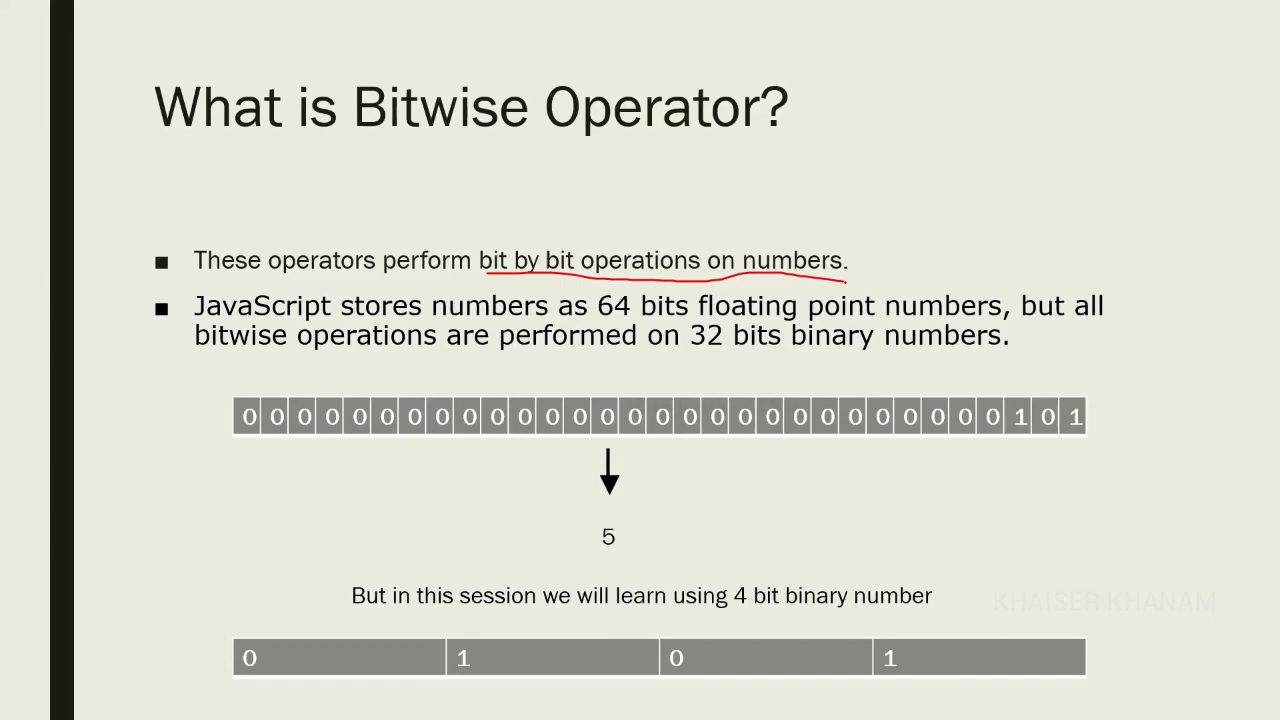 What is Bitwise Operator?
■ These operators perform bit by bit operations on numbers.
■ JavaScript stores numbers as 64 bits floating point numbers, but all
bitwise operations are performed on 32 bits binary numbers.
0 0 0 0 0 0 0 0 0 0 0 0 0 0 0 0 0 0 0 0 0 0 0 0 0 0 0 0 1 0 1
5
But in this session we will learn using 4 bit binary number
KHAISER KHANAM
0 1 0 1